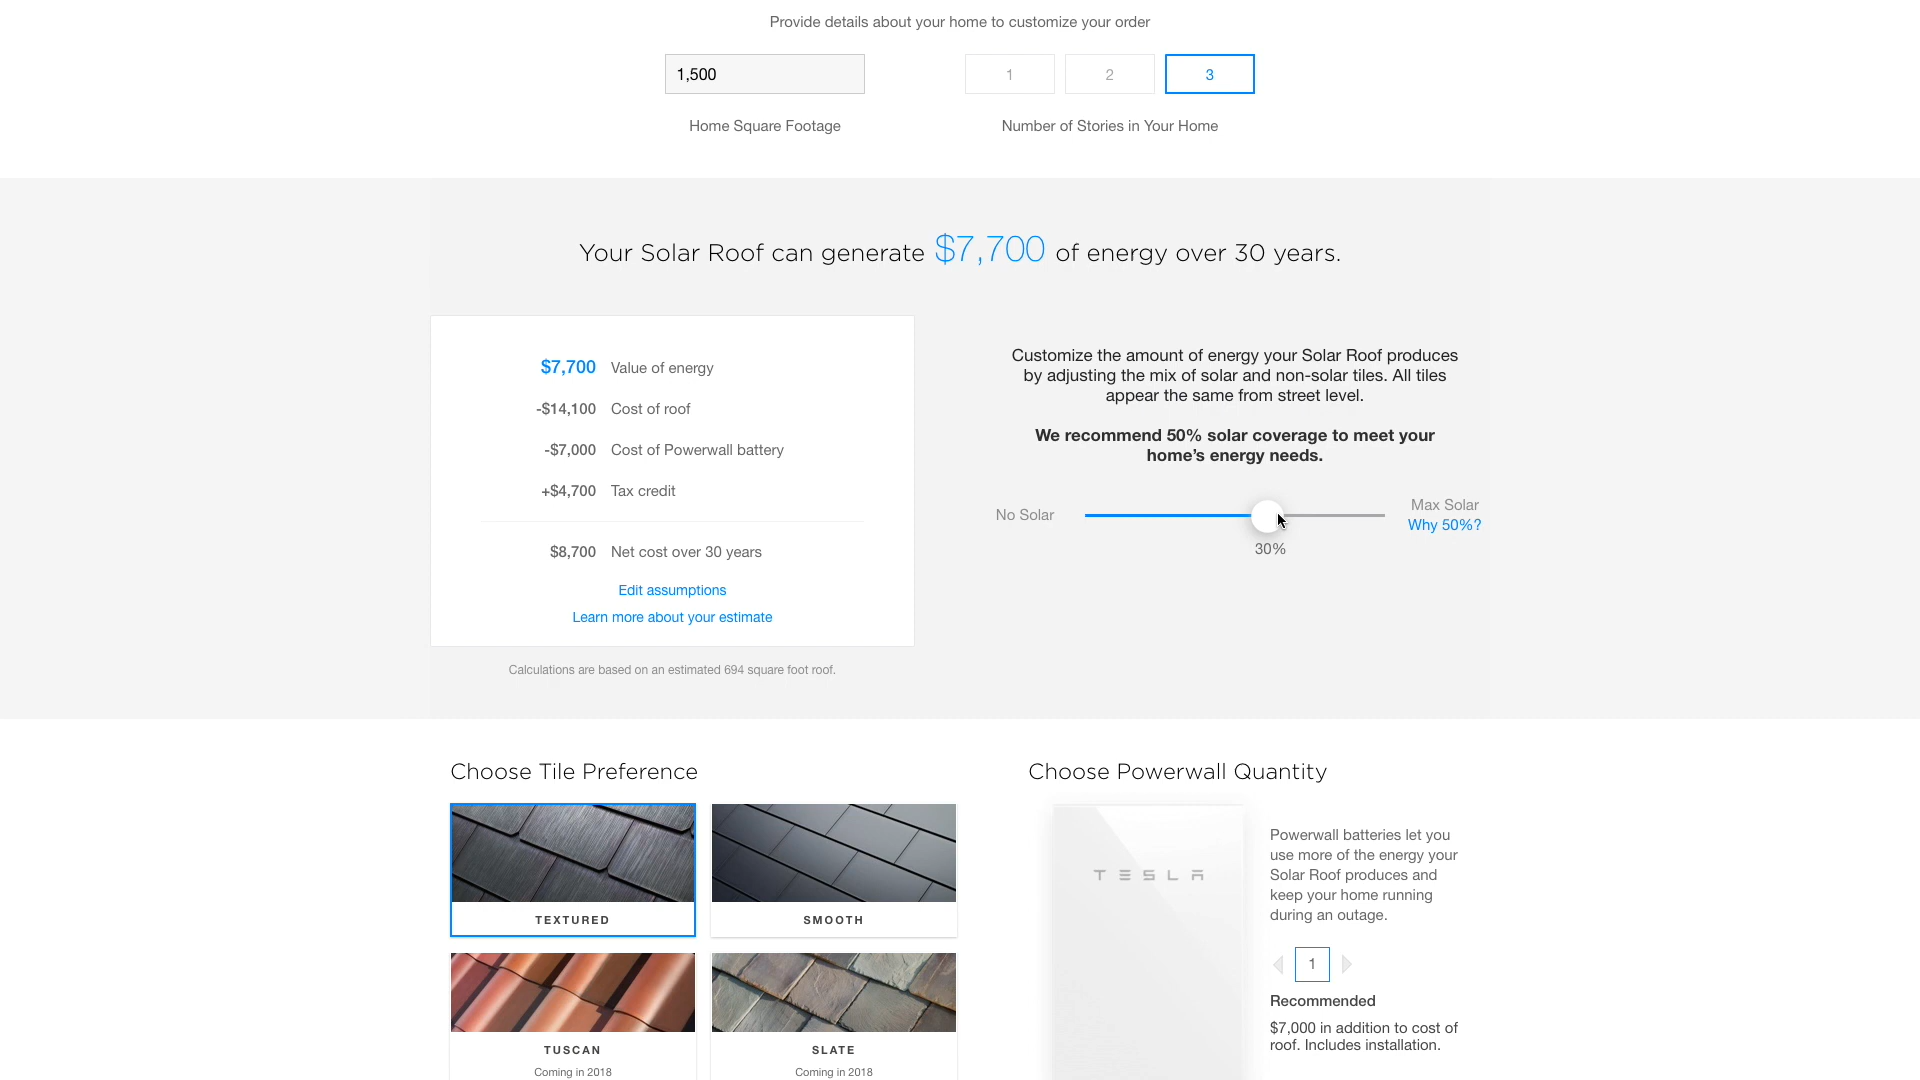 Provide details about your home to customize your order
1,500
1
2
3
Home Square Footage
Number of Stories in Your Home
Your Solar Roof can generate $7,700 of energy over 30 years.
$7,700 Value of energy
-$14,100 Cost of roof
-$7,000 Cost of Powerwall battery
+$4,700 Tax credit
$8,700 Net cost over 30 years
Edit assumptions
Learn more about your estimate
Calculations are based on an estimated 694 square foot roof.
Customize the amount of energy your Solar Roof produces
by adjusting the mix of solar and non-solar tiles. All tiles
appear the same from street level.
We recommend 50% solar coverage to meet your
home’s energy needs.
No Solar
Max Solar
Why 50%?
30%
Choose Tile Preference
TEXTURED
SMOOTH
TUSCAN
Coming in 2018
SLATE
Coming in 2018
Choose Powerwall Quantity
TESLA
Powerwall batteries let you
use more of the energy your
Solar Roof produces and
keep your home running
during an outage.
1
Recommended
$7,000 in addition to cost of
roof. Includes installation.